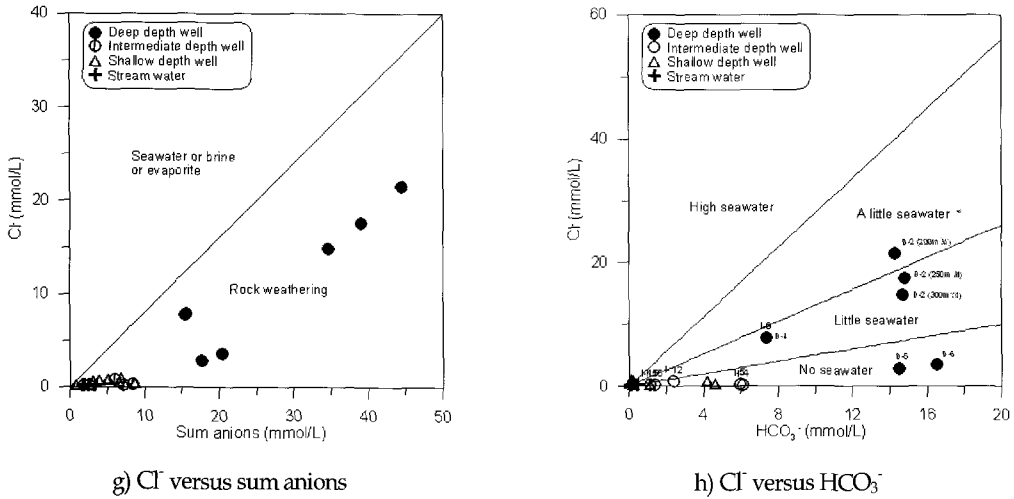 50
40
30
20
10
0
Cl⁻ (mmol/L)
Deep depth well
Intermediate depth well
Shallow depth well
Stream water
Seawater or brine
or evaporite
Rock weathering
0 10 20 30 40 50
Sum anions (mmol/L)
g) Cl⁻ versus sum anions
60
40
20
0
Cl⁻ (mmol/L)
Deep depth well
Intermediate depth well
Shallow depth well
Stream water
High seawater
A little seawater
Little seawater
No seawater
0 4 8 12 16 20
HCO₃⁻ (mmol/L)
h) Cl⁻ versus HCO₃⁻